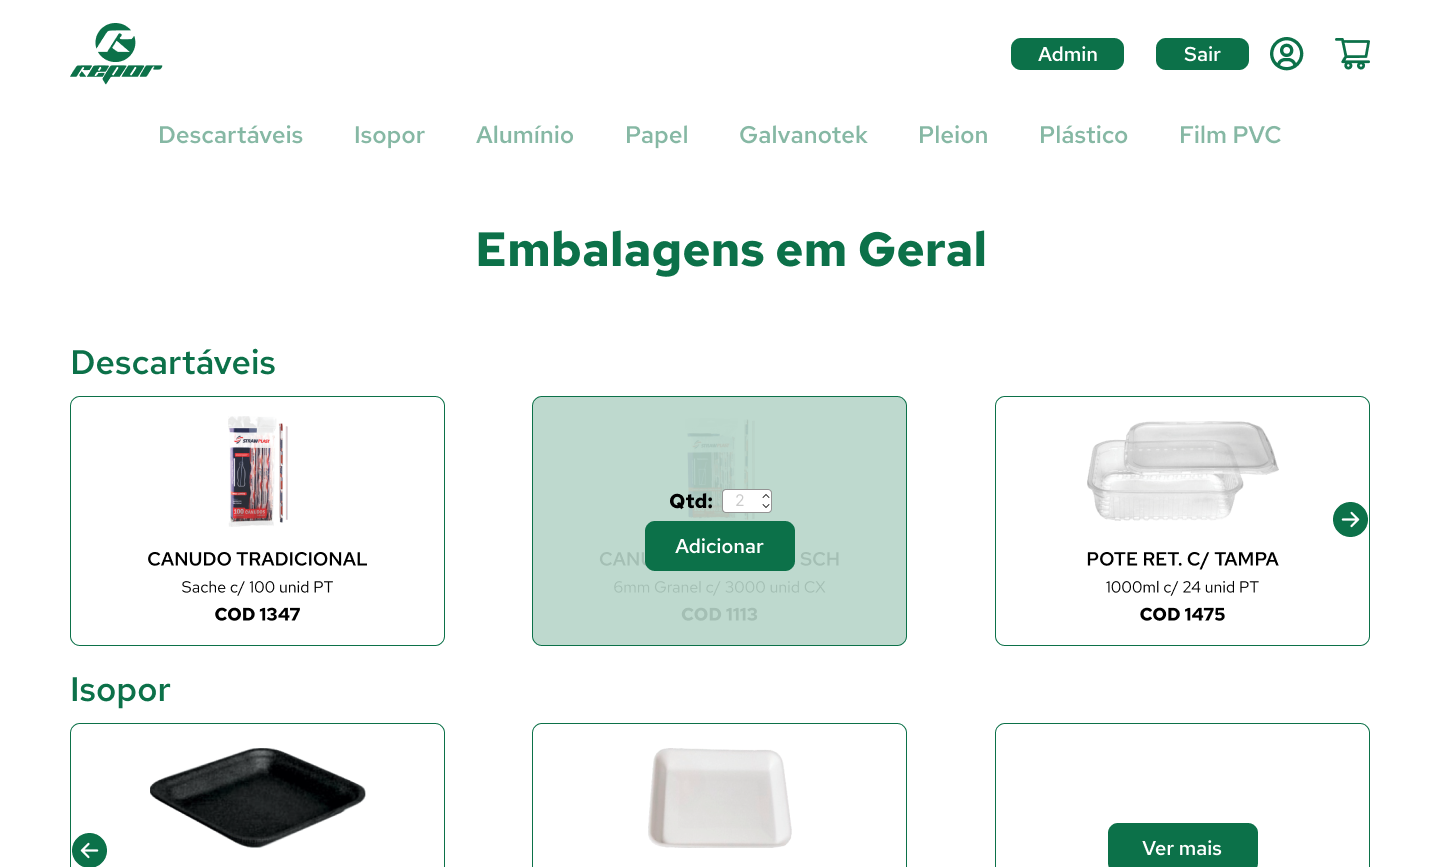 repor
Admin
Sair
Descartáveis
Isopor
Alumínio
Papel
Galvanotek
Pleion
Plástico
Film PVC
Embalagens em Geral
Descartáveis
STRAWPLAST
100 CANUDOS
CANUDO TRADICIONAL
Sache c/ 100 unid PT
COD 1347
Qtd: 2
Adicionar
CANU SCH
6mm Granel c/ 3000 unid CX
COD 1113
POTE RET. C/ TAMPA
1000ml c/ 24 unid PT
COD 1475
Isopor
Ver mais